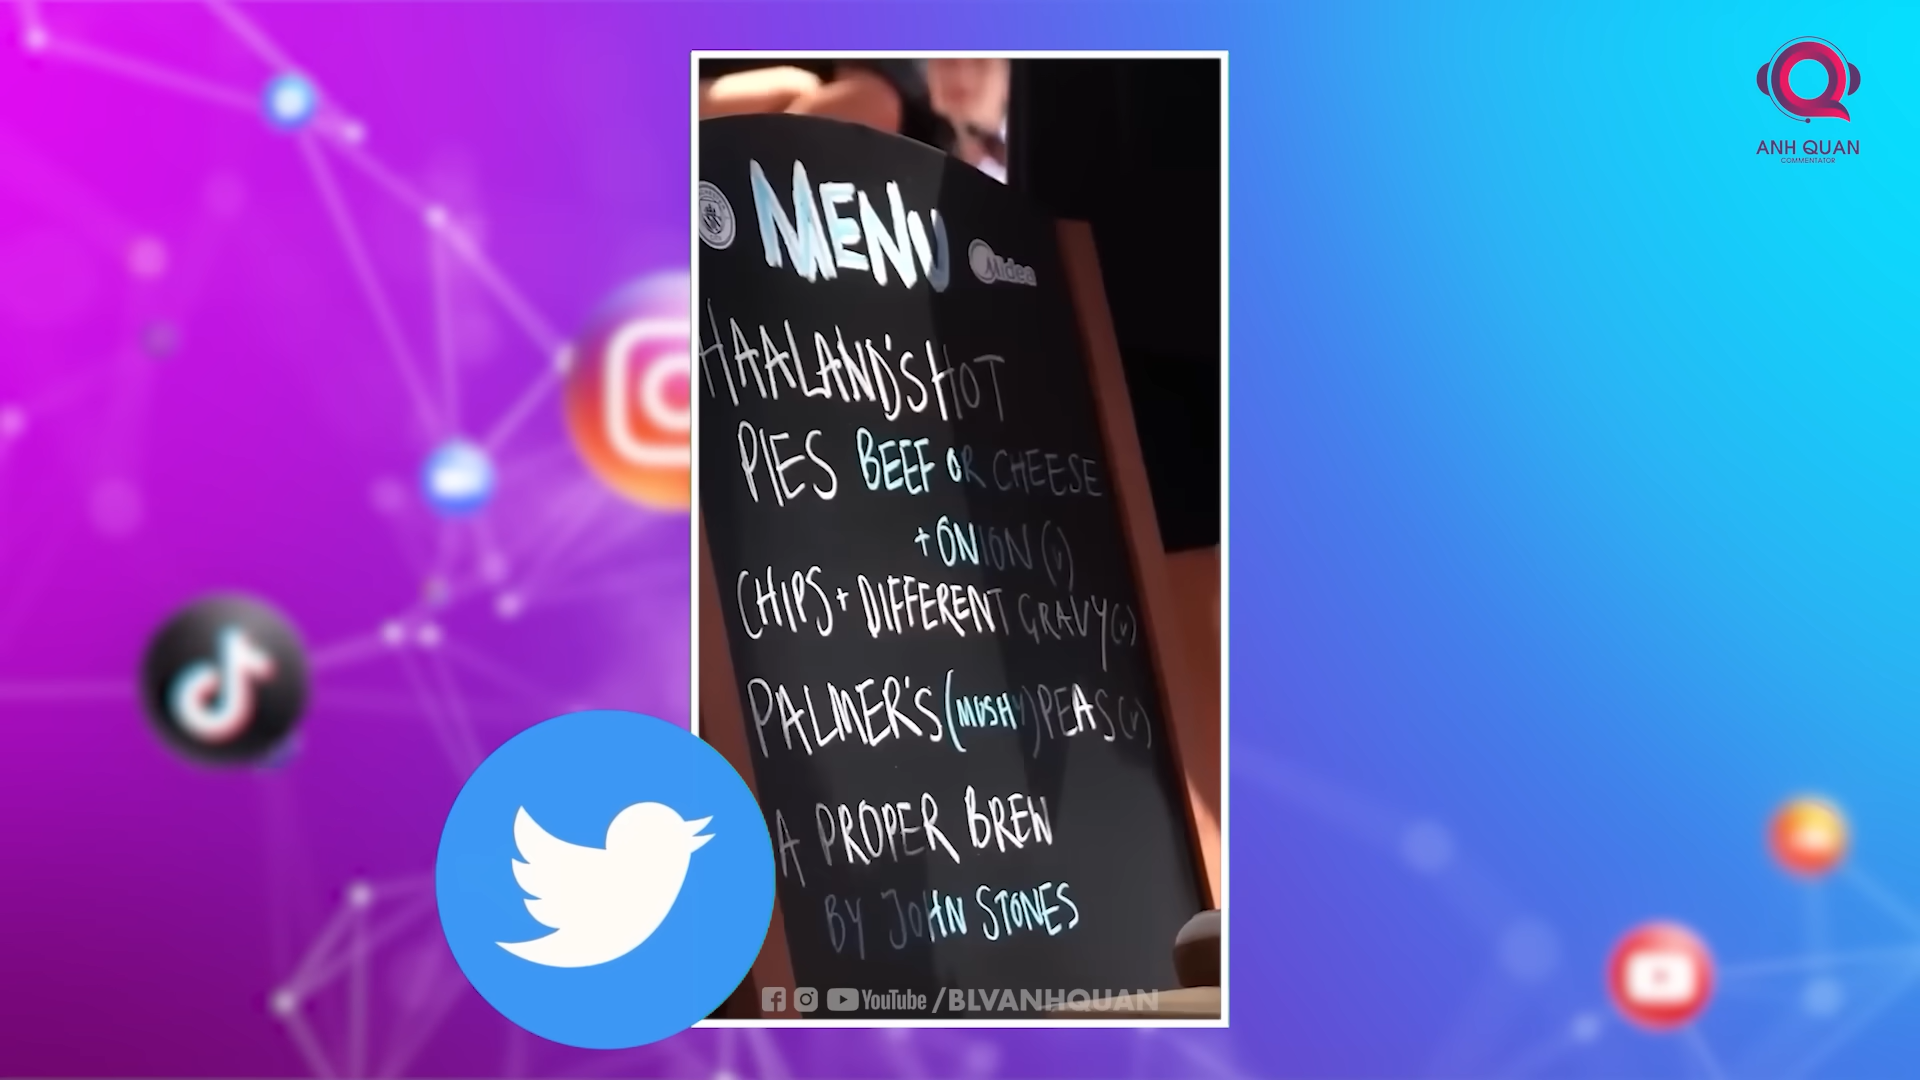 ANH QUAN
COMMENTATOR
MENU
Midea
HAALAND'S HOT
PIES BEEF OR CHEESE
+ ONION (V)
CHIPS + DIFFERENT GRAVY (V)
PALMER'S (MUSHY) PEAS (V)
A PROPER BREW
BY JOHN STONES
YouTube /BLVANHQUAN